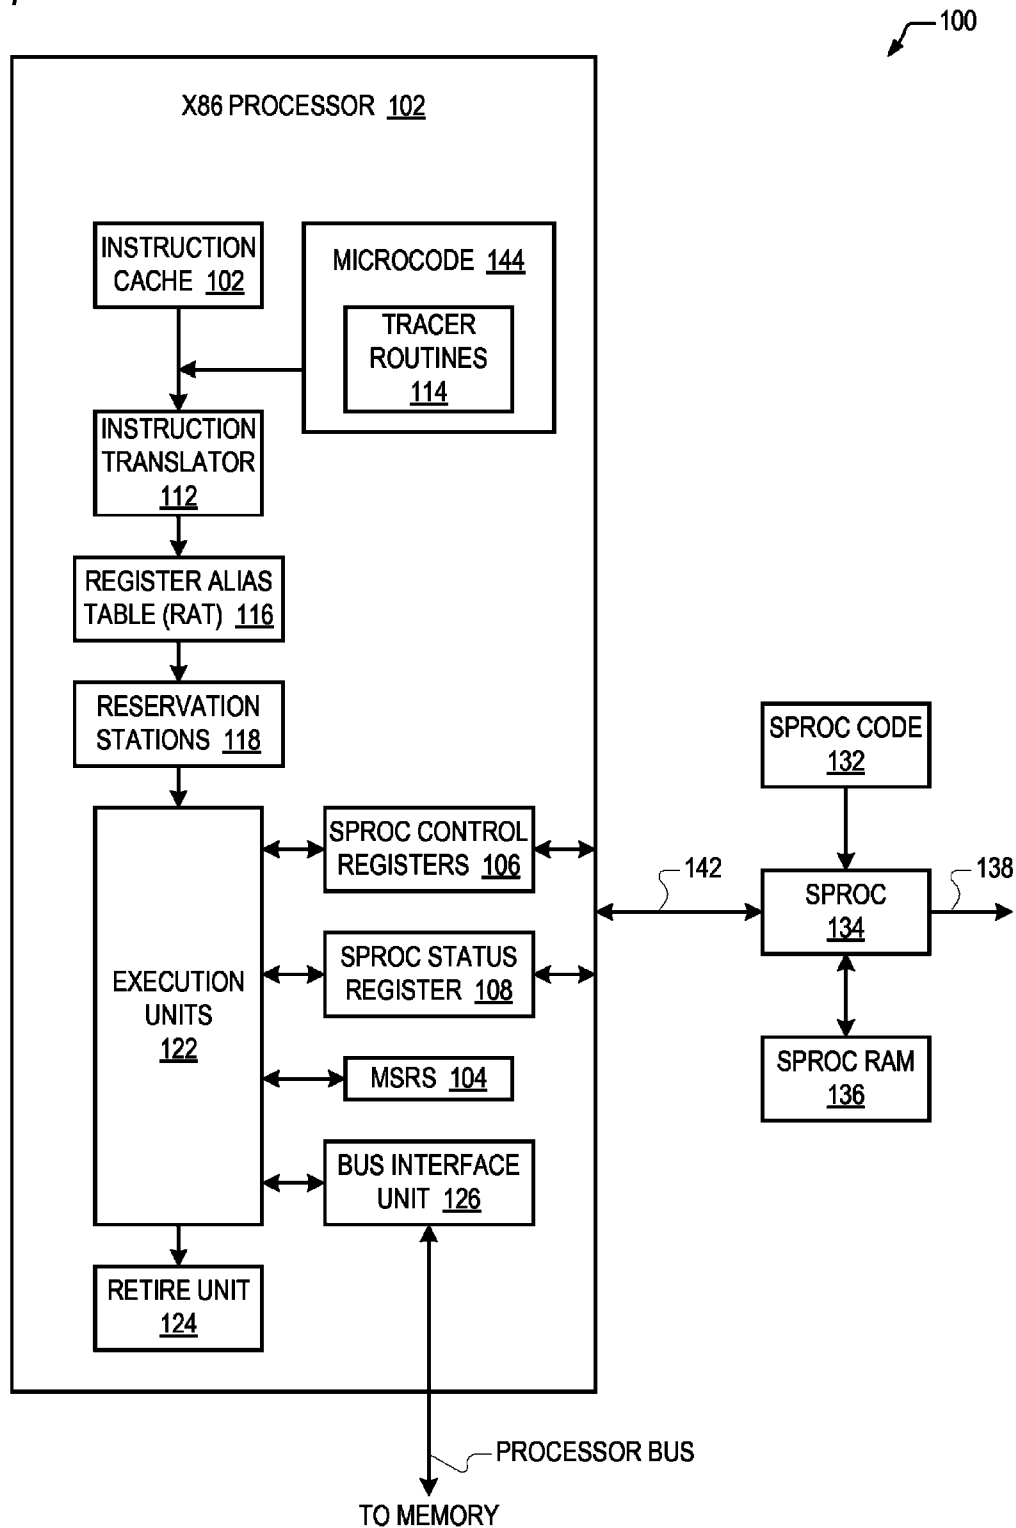 100
X86 PROCESSOR 102
INSTRUCTION
CACHE 102
MICROCODE 144
TRACER
ROUTINES
114
INSTRUCTION
TRANSLATOR
112
REGISTER ALIAS
TABLE (RAT) 116
RESERVATION
STATIONS 118
SPROC CODE
132
SPROC CONTROL
REGISTERS 106
142
SPROC
134
138
EXECUTION
UNITS
122
SPROC STATUS
REGISTER 108
SPROC RAM
136
MSRS 104
BUS INTERFACE
UNIT 126
RETIRE UNIT
124
PROCESSOR BUS
TO MEMORY